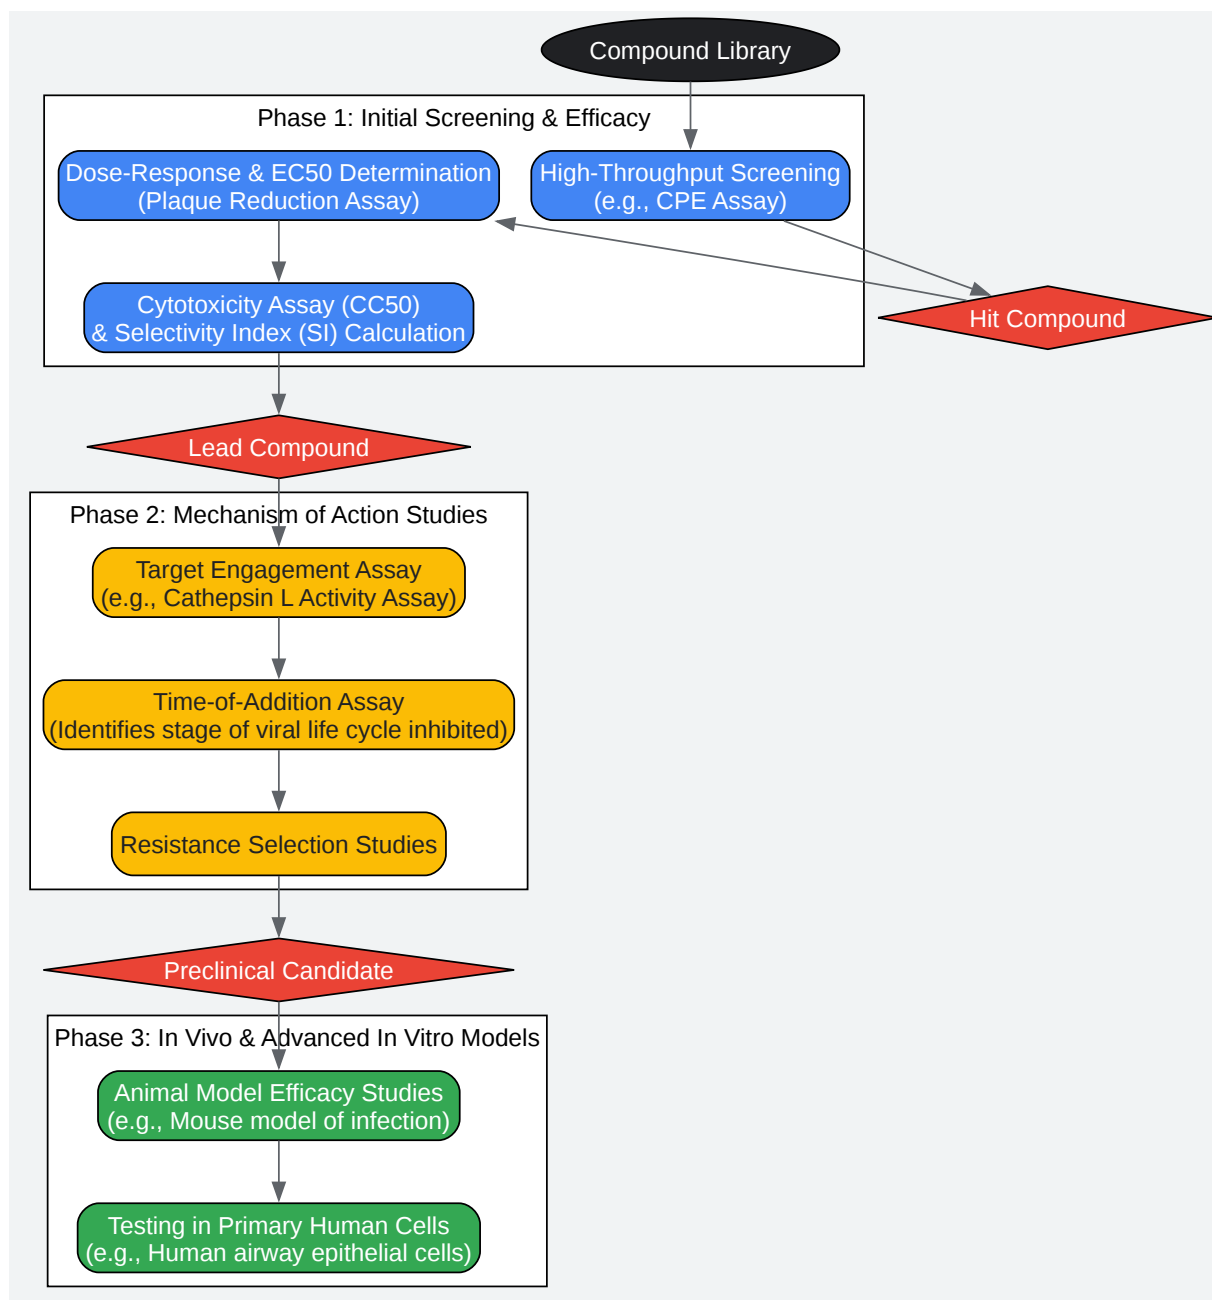 Compound Library
Phase 1: Initial Screening & Efficacy
Dose-Response & EC50 Determination
(Plaque Reduction Assay)
High-Throughput Screening
(e.g., CPE Assay)
Cytotoxicity Assay (CC50)
& Selectivity Index (SI) Calculation
Hit Compound
Lead Compound
Phase 2: Mechanism of Action Studies
Target Engagement Assay
(e.g., Cathepsin L Activity Assay)
Time-of-Addition Assay
(Identifies stage of viral life cycle inhibited)
Resistance Selection Studies
Preclinical Candidate
Phase 3: In Vivo & Advanced In Vitro Models
Animal Model Efficacy Studies
(e.g., Mouse model of infection)
Testing in Primary Human Cells
(e.g., Human airway epithelial cells)